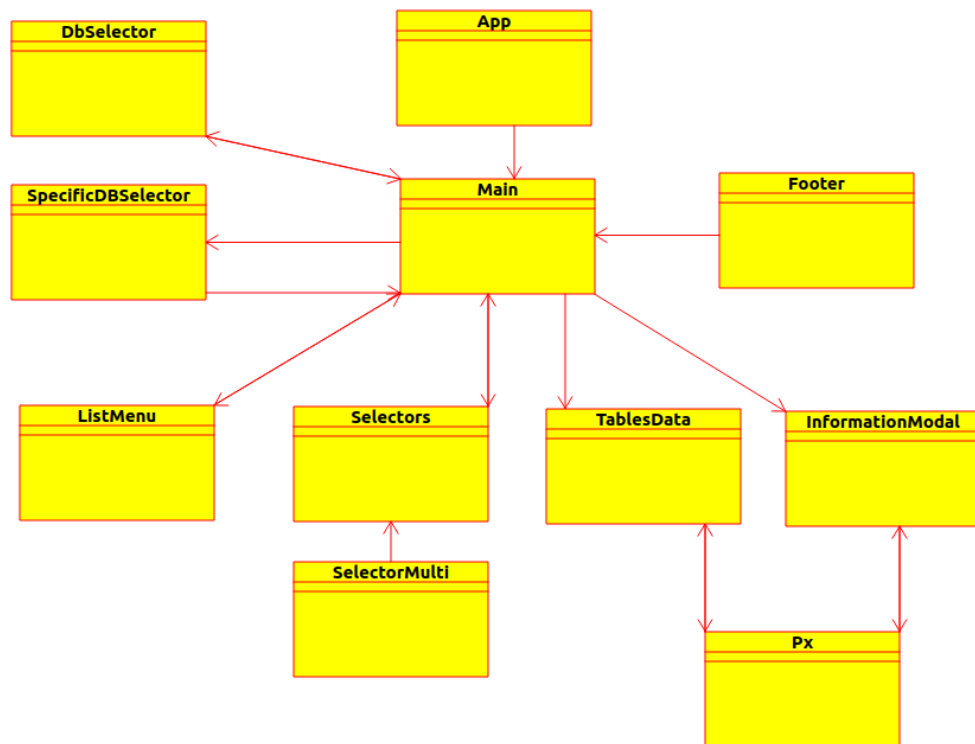 DbSelector
App
SpecificDBSelector
Main
Footer
ListMenu
Selectors
TablesData
InformationModal
SelectorMulti
Px